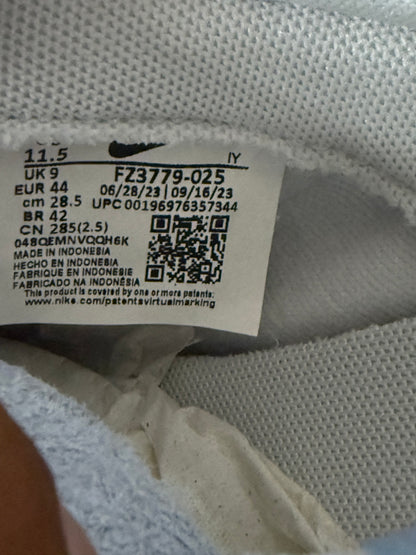 11.5 IY
UK 9 FZ3779-025
EUR 44 06/28/23 | 09/16/23
cm 28.5 UPC 00196976357344
BR 42
CN 285(2.5)
MADE IN INDONESIA
HECHO EN INDONESIA
FABRIQUE EN INDONESIE
FABRICADO NA INDONÉSIA
This product is covered by one or more patents:
www.nike.com/patentsvirtualmarking